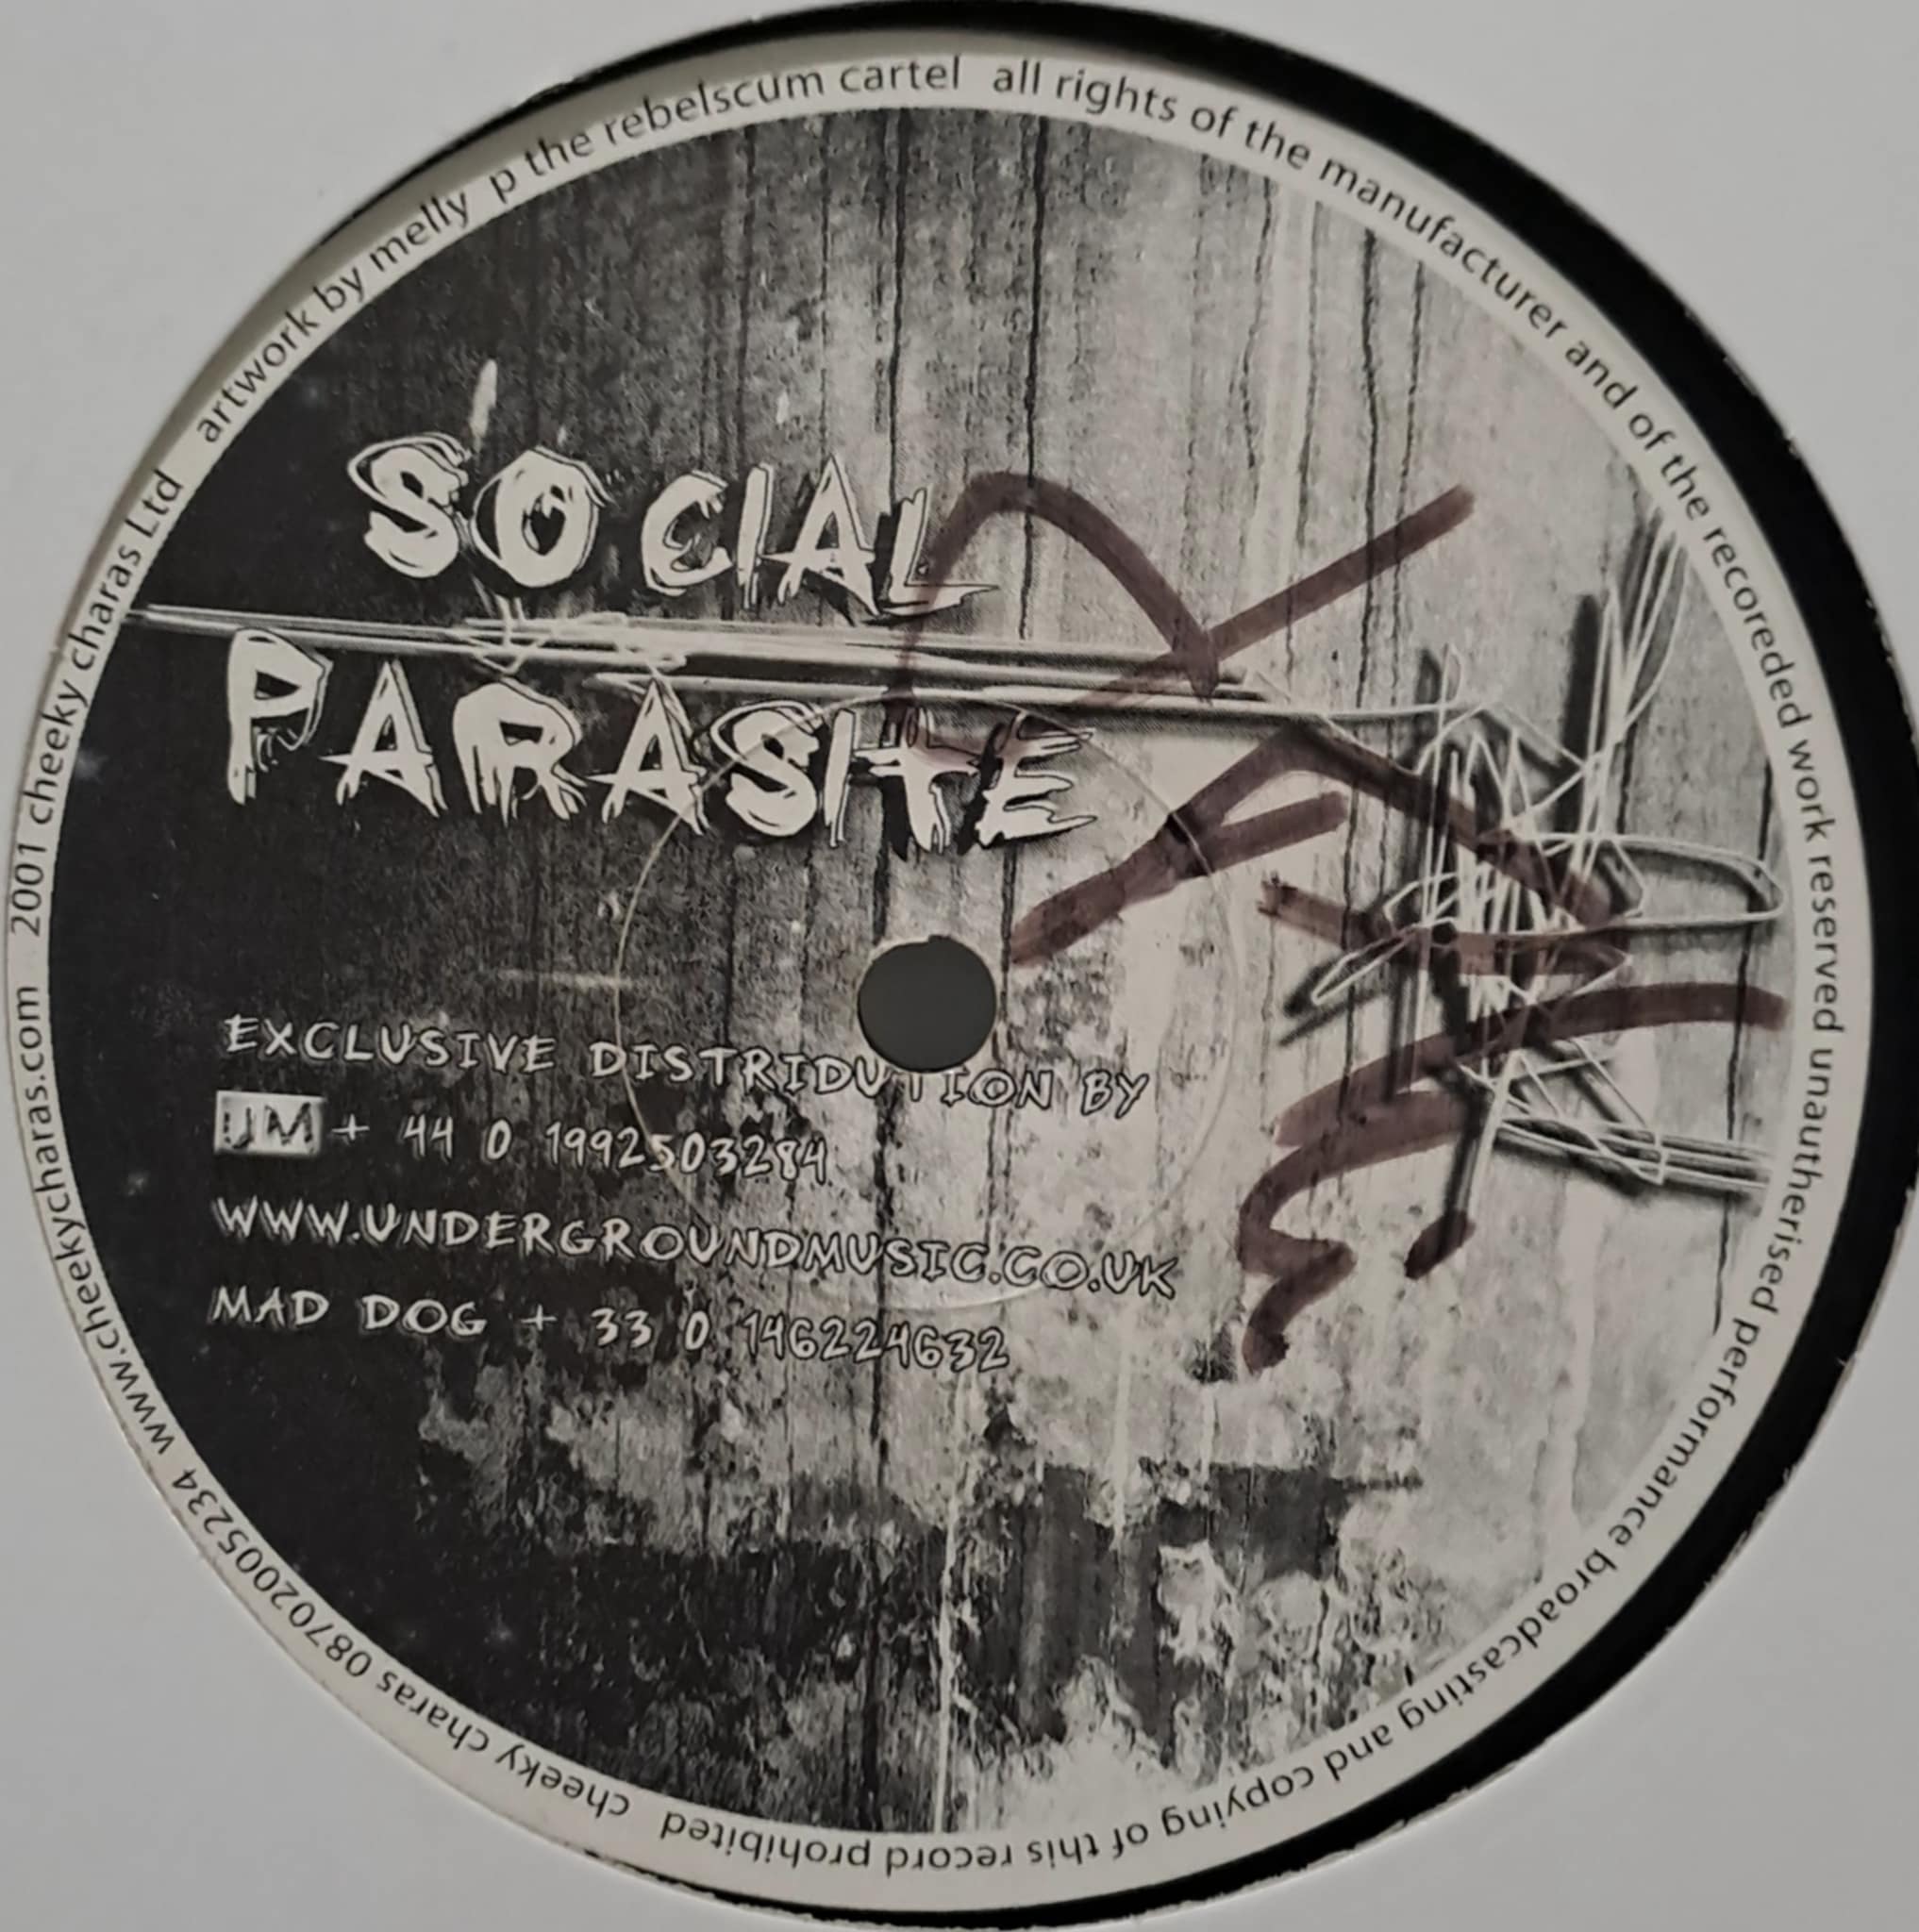 SOCIAL
PARASITE
EXCLUSIVE DISTRIDUTION BY
UM + 44 0 1992503284
WWW.UNDERGROUNDMUSIC.CO.UK
MAD DOG + 33 0 146224632
2001 cheeky charas Ltd artwork by melly p the rebelscum cartel all rights of the manufacturer and of the recoreded work reserved unautherised performance broadcasting and copying of this record prohibited cheeky charas 08702005234 www.cheekycharas.com